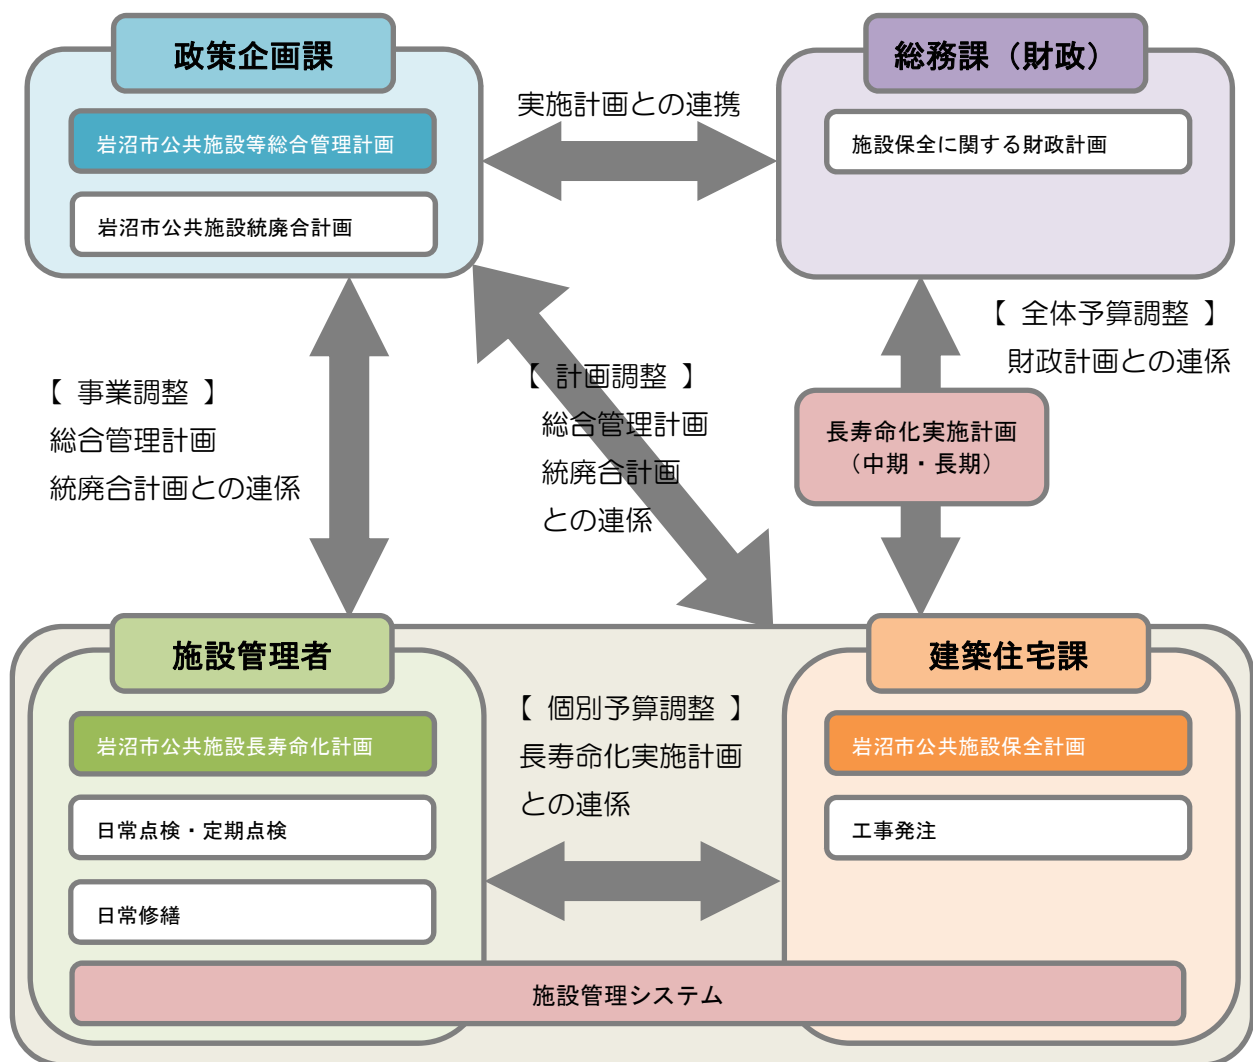 政策企画課
岩沼市公共施設等総合管理計画
岩沼市公共施設統廃合計画
実施計画との連携
総務課（財政）
施設保全に関する財政計画
【 事業調整 】
総合管理計画
統廃合計画との連係
【 計画調整 】
総合管理計画
統廃合計画
との連係
【 全体予算調整 】
財政計画との連係
長寿命化実施計画
（中期・長期）
施設管理者
岩沼市公共施設長寿命化計画
日常点検・定期点検
日常修繕
【 個別予算調整 】
長寿命化実施計画
との連係
建築住宅課
岩沼市公共施設保全計画
工事発注
施設管理システム